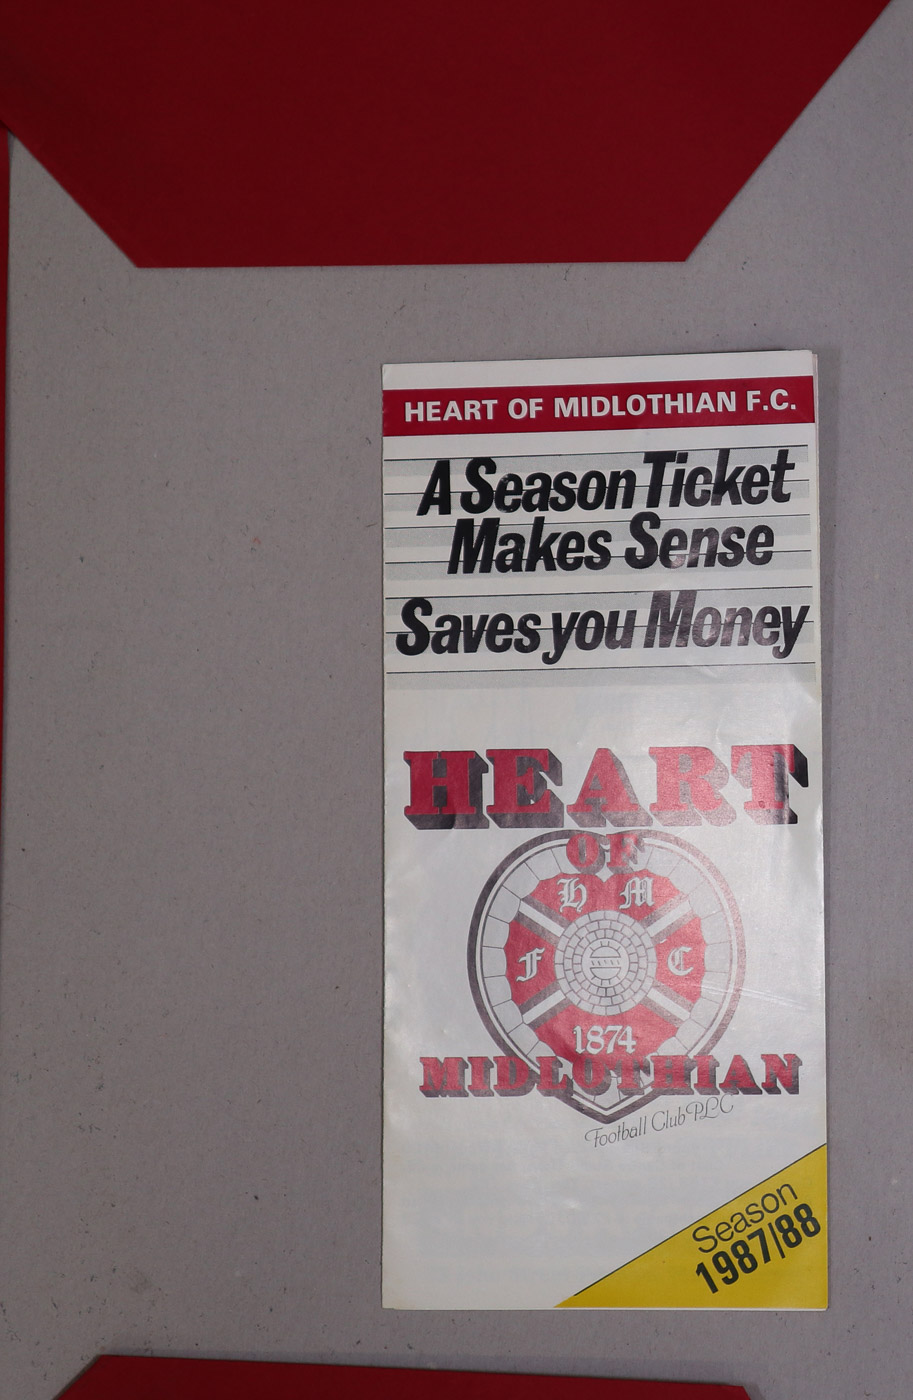 HEART OF MIDLOTHIAN F.C.
A Season Ticket
Makes Sense
Saves you Money
HEART
OF
H M
F C
1874
MIDLOTHIAN
Football Club PLC
Season
1987/88